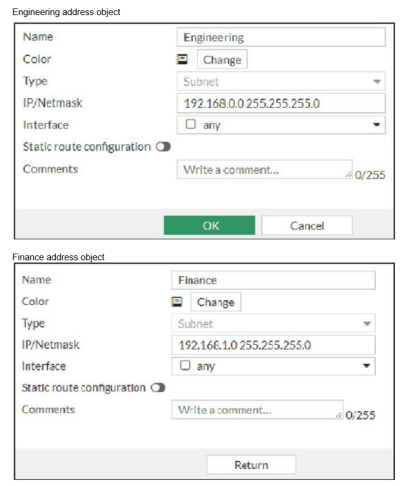 Engineering address object
Name Engineering
Color Change
Type Subnet
IP/Netmask 192.168.0.0 255.255.255.0
Interface any
Static route configuration
Comments Write a comment... 0/255
OK Cancel
Finance address object
Name Finance
Color Change
Type Subnet
IP/Netmask 192.168.1.0 255.255.255.0
Interface any
Static route configuration
Comments Write a comment... 0/255
Return